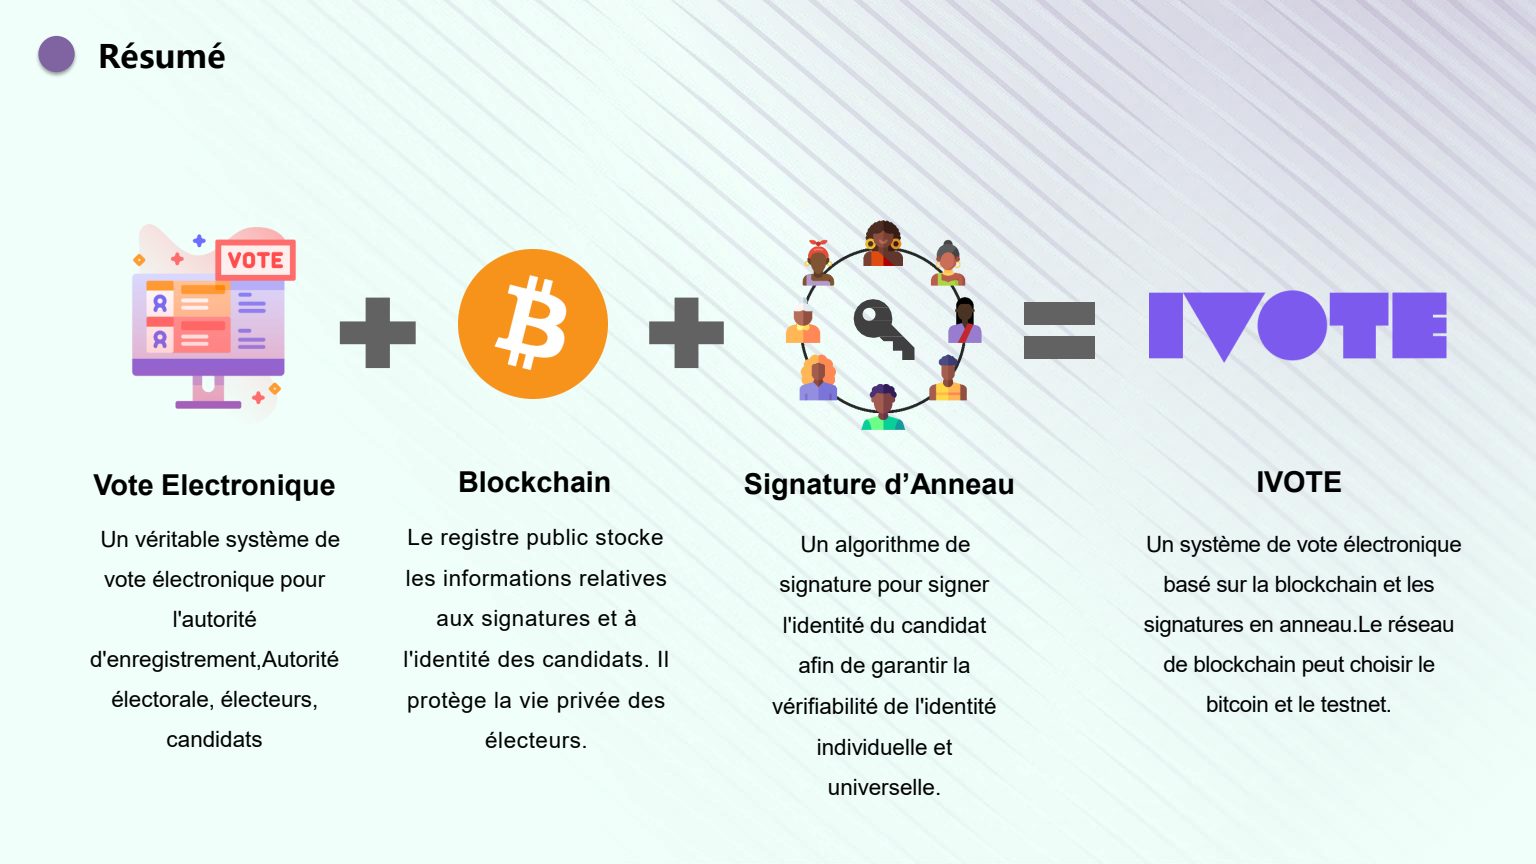 Résumé
VOTE
IVOTE
Vote Electronique
Un véritable système de
vote électronique pour
l'autorité
d'enregistrement,Autorité
électorale, électeurs,
candidats
Blockchain
Le registre public stocke
les informations relatives
aux signatures et à
l'identité des candidats. Il
protège la vie privée des
électeurs.
Signature d’Anneau
Un algorithme de
signature pour signer
l'identité du candidat
afin de garantir la
vérifiabilité de l'identité
individuelle et
universelle.
IVOTE
Un système de vote électronique
basé sur la blockchain et les
signatures en anneau.Le réseau
de blockchain peut choisir le
bitcoin et le testnet.